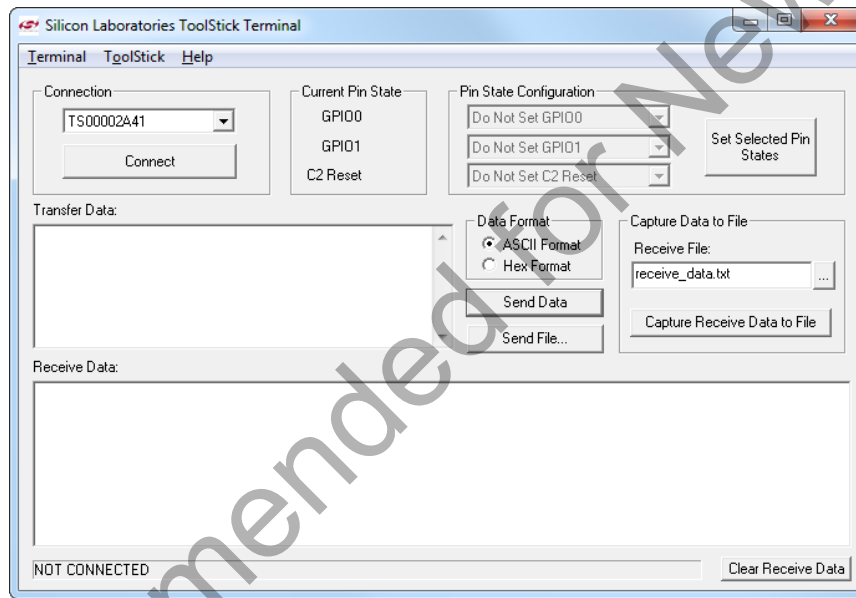 Silicon Laboratories ToolStick Terminal
Terminal ToolStick Help
Connection
TS00002A41
Connect
Current Pin State
GPIO0
GPIO1
C2 Reset
Pin State Configuration
Do Not Set GPIO0
Do Not Set GPIO1
Do Not Set C2 Reset
Set Selected Pin
States
Transfer Data:
Data Format
ASCII Format
Hex Format
Send Data
Send File...
Capture Data to File
Receive File:
receive_data.txt
...
Capture Receive Data to File
Receive Data:
NOT CONNECTED
Clear Receive Data
mended for New